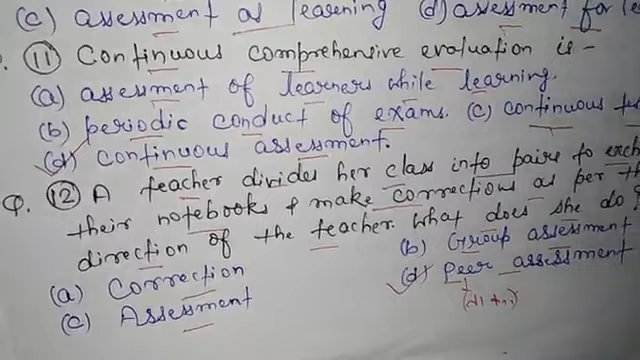 (c) assessment as learning (d) assessment for
(11) Continuous comprehensive evaluation is -
(a) assessment of learners while learning.
(b) periodic conduct of exams. (c) continuous
(d) continuous assessment.
Q. (12) A teacher divides her class into pairs to exch
their notebooks & make corrections as per th
direction of the teacher. What does she do?
(a) Correction (b) Group assessment
(c) Assessment (d) Peer assessment